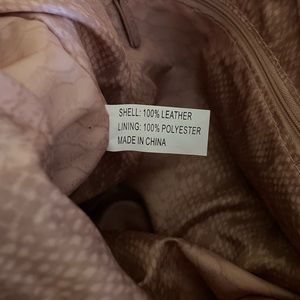 SHELL: 100% LEATHER
LINING: 100% POLYESTER
MADE IN CHINA